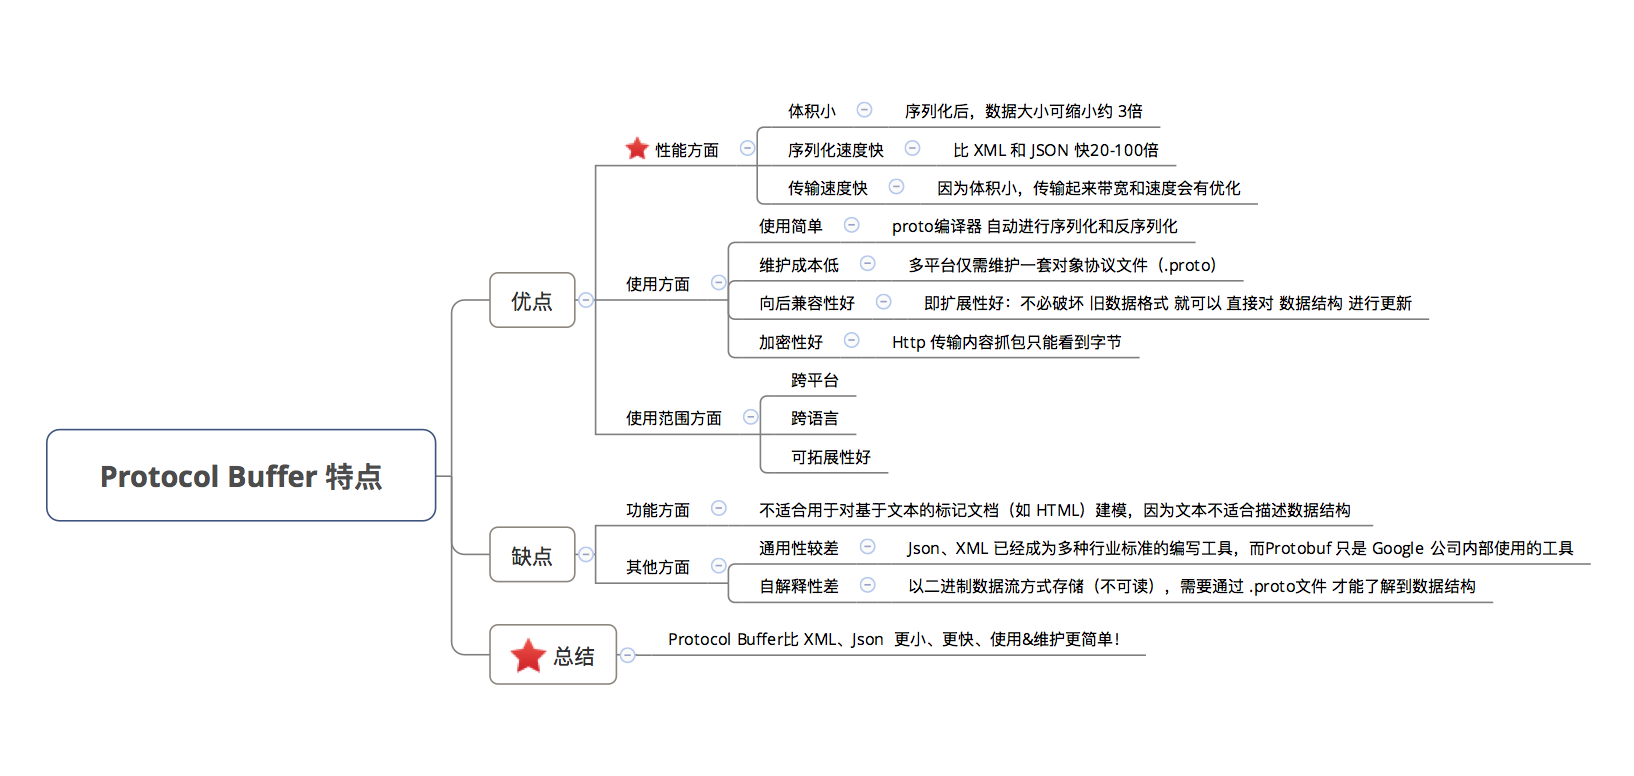 Protocol Buffer 特点
优点
★ 性能方面
体积小 序列化后，数据大小可缩小约 3倍
序列化速度快 比 XML 和 JSON 快20-100倍
传输速度快 因为体积小，传输起来带宽和速度会有优化
使用方面
使用简单 proto编译器 自动进行序列化和反序列化
维护成本低 多平台仅需维护一套对象协议文件（.proto）
向后兼容性好 即扩展性好：不必破坏 旧数据格式 就可以 直接对 数据结构 进行更新
加密性好 Http 传输内容抓包只能看到字节
使用范围方面
跨平台
跨语言
可拓展性好
缺点
功能方面 不适合用于对基于文本的标记文档（如 HTML）建模，因为文本不适合描述数据结构
其他方面
通用性较差 Json、XML 已经成为多种行业标准的编写工具，而Protobuf 只是 Google 公司内部使用的工具
自解释性差 以二进制数据流方式存储（不可读），需要通过 .proto文件 才能了解到数据结构
★ 总结
Protocol Buffer比 XML、Json 更小、更快、使用&维护更简单！